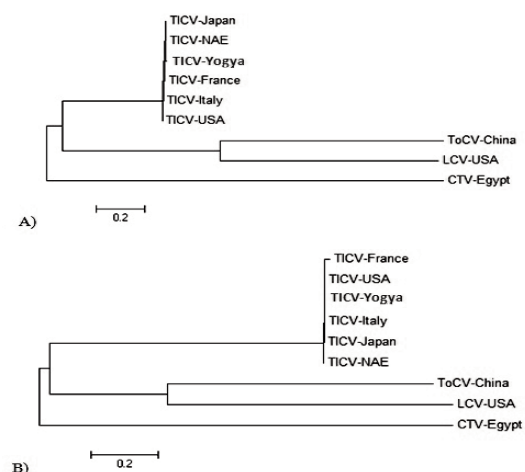 TICV-Japan
TICV-NAE
TICV-Yogya
TICV-France
TICV-Italy
TICV-USA
ToCV-China
LCV-USA
CTV-Egypt
0.2
A)
TICV-France
TICV-USA
TICV-Yogya
TICV-Italy
TICV-Japan
TICV-NAE
ToCV-China
LCV-USA
CTV-Egypt
0.2
B)